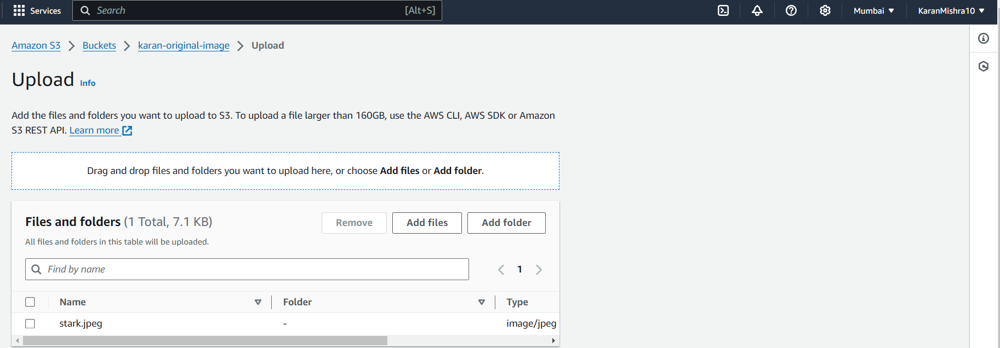 Services Search [Alt+S] Mumbai KaranMishra10
Amazon S3 Buckets karan-original-image Upload
Upload Info
Add the files and folders you want to upload to S3. To upload a file larger than 160GB, use the AWS CLI, AWS SDK or Amazon
S3 REST API. Learn more
Drag and drop files and folders you want to upload here, or choose Add files or Add folder.
Files and folders (1 Total, 7.1 KB) Remove Add files Add folder
All files and folders in this table will be uploaded.
Find by name 1
Name Folder Type
stark.jpeg - image/jpeg